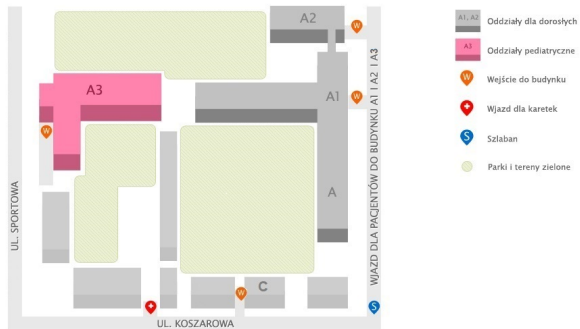 A2
W
A3
A1
W
W
A
C
W
S
UL. SPORTOWA
UL. KOSZAROWA
WJAZD DLA PACJENTÓW DO BUDYNKU A1 I A2 I A3
A1, A2 Oddziały dla dorosłych
A3 Oddziały pediatryczne
W Wejście do budynku
Wjazd dla karetek
S Szlaban
Parki i tereny zielone